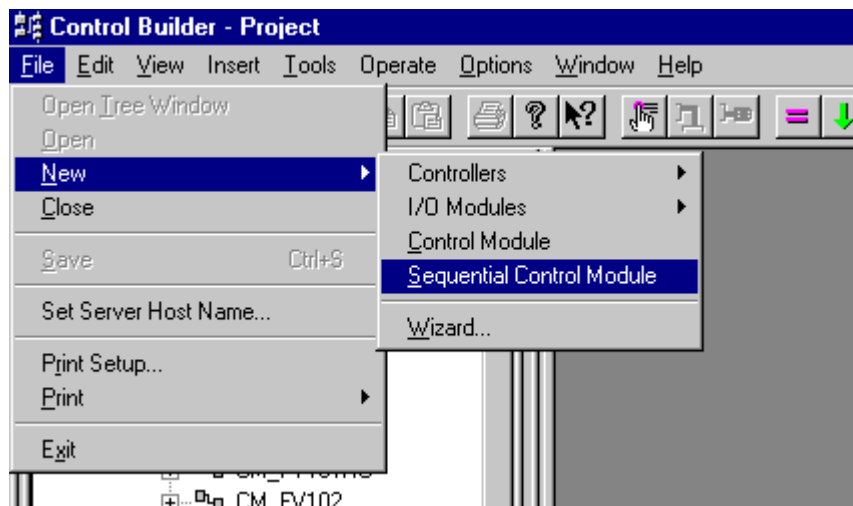 Control Builder - Project
File Edit View Insert Tools Operate Options Window Help
Open Tree Window
Open
New
Close
Save Ctrl+S
Set Server Host Name...
Print Setup...
Print
Exit
Controllers
I/O Modules
Control Module
Sequential Control Module
Wizard...
CM_FV102